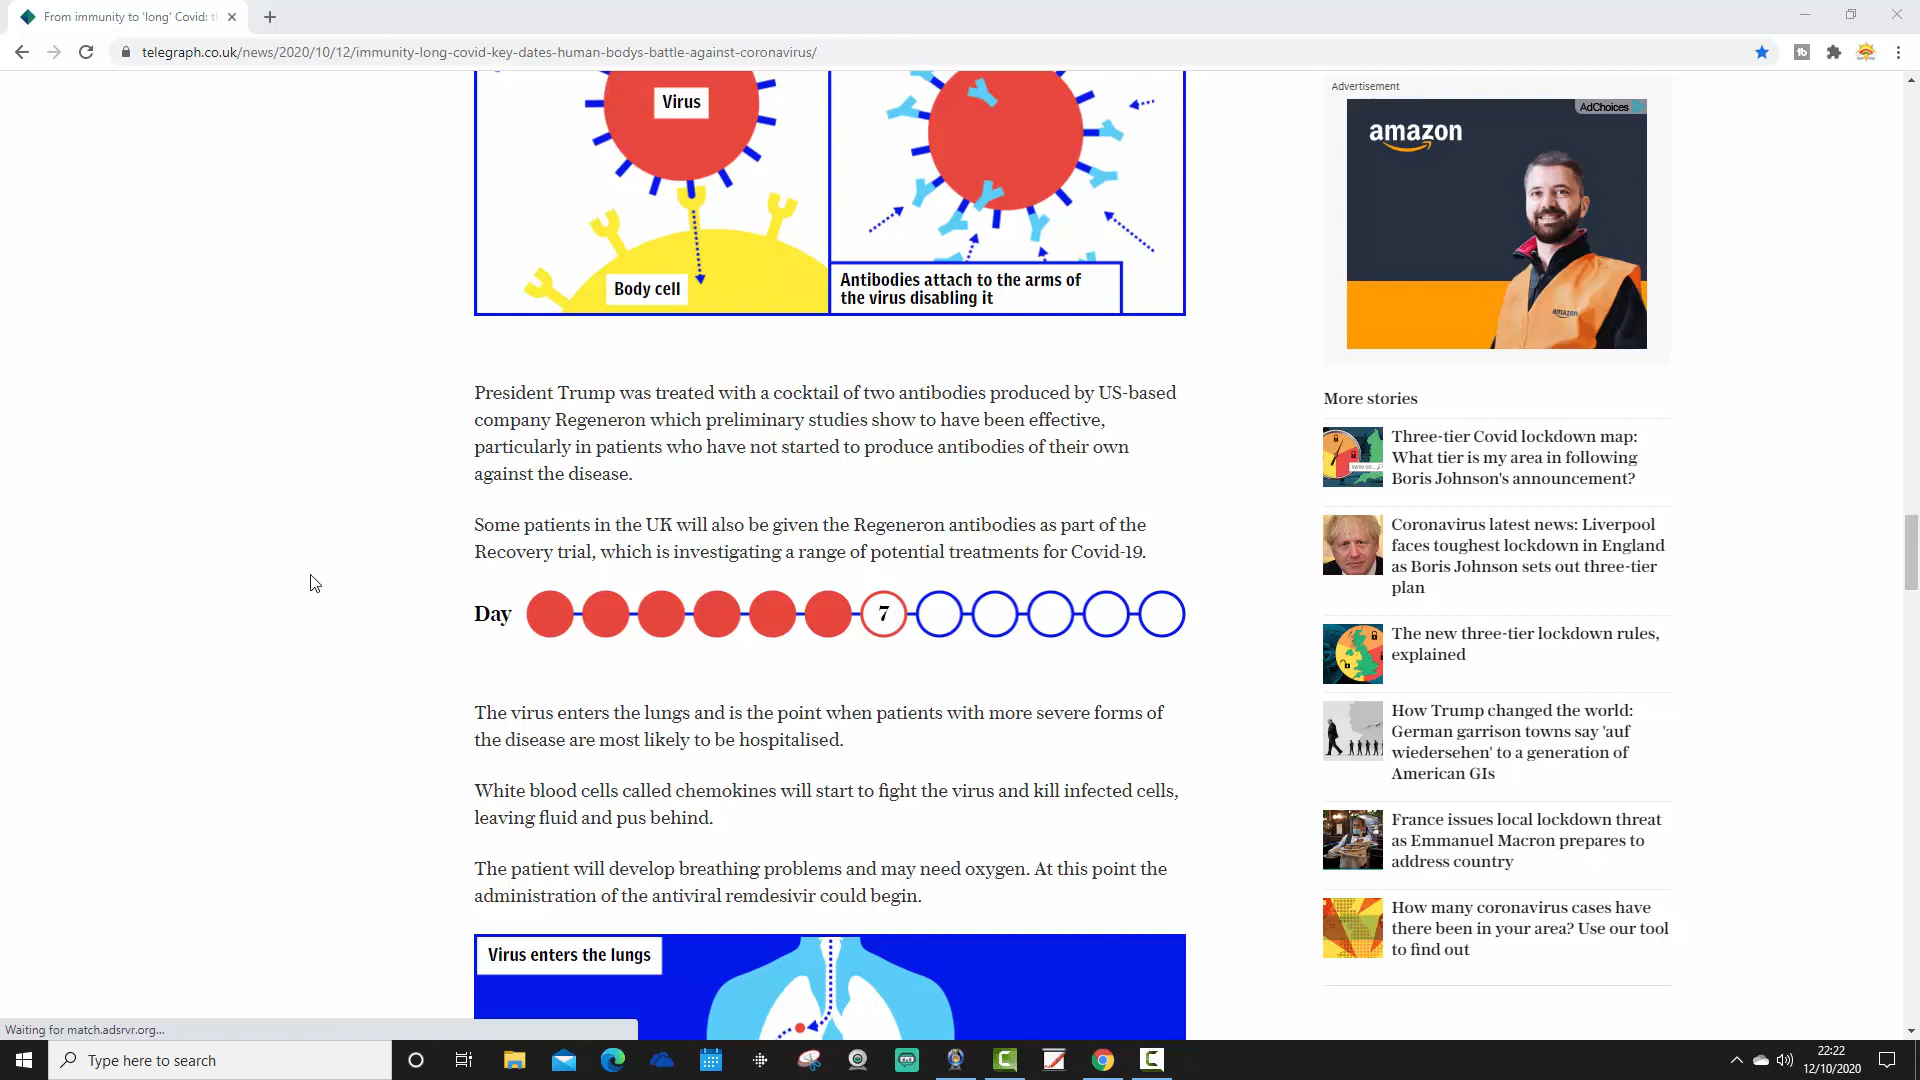 From immunity to 'long' Covid: t
telegraph.co.uk/news/2020/10/12/immunity-long-covid-key-dates-human-bodys-battle-against-coronavirus/
Virus
Body cell
Antibodies attach to the arms of
the virus disabling it
President Trump was treated with a cocktail of two antibodies produced by US-based
company Regeneron which preliminary studies show to have been effective,
particularly in patients who have not started to produce antibodies of their own
against the disease.
Some patients in the UK will also be given the Regeneron antibodies as part of the
Recovery trial, which is investigating a range of potential treatments for Covid-19.
Day
7
The virus enters the lungs and is the point when patients with more severe forms of
the disease are most likely to be hospitalised.
White blood cells called chemokines will start to fight the virus and kill infected cells,
leaving fluid and pus behind.
The patient will develop breathing problems and may need oxygen. At this point the
administration of the antiviral remdesivir could begin.
Virus enters the lungs
Advertisement
AdChoices
amazon
amazon
More stories
Three-tier Covid lockdown map:
What tier is my area in following
Boris Johnson's announcement?
Coronavirus latest news: Liverpool
faces toughest lockdown in England
as Boris Johnson sets out three-tier
plan
The new three-tier lockdown rules,
explained
How Trump changed the world:
German garrison towns say 'auf
wiedersehen' to a generation of
American GIs
France issues local lockdown threat
as Emmanuel Macron prepares to
address country
How many coronavirus cases have
there been in your area? Use our tool
to find out
Waiting for match.adsrvr.org...
Type here to search
22:22
12/10/2020